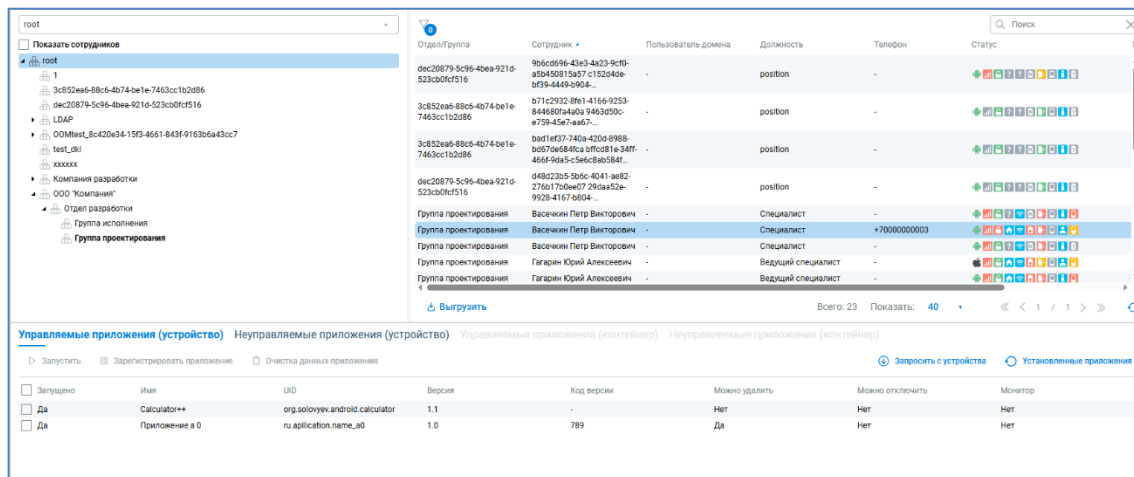 root
Показать сотрудников
root
1
3c852ea6-88c6-4b74-be1e-7463cc1b2d86
dec20879-5c96-4bea-921d-523cb0fcf516
LDAP
OOMtest_8c420e34-15f3-4661-843f-9163b6a43cc7
test_dkl
xxxxxx
Компания разработки
ООО "Компания"
Отдел разработки
Группа исполнения
Группа проектирования
0
Поиск
Отдел/Группа Сотрудник Пользователь домена Должность Телефон Статус
dec20879-5c96-4bea-921d-523cb0fcf516 9b6cd696-43e3-4a23-9cf0-a5b450815a57 c152d4de-bf39-4449-b904-... - position -
3c852ea6-88c6-4b74-be1e-7463cc1b2d86 b71c2932-8fe1-4166-9253-844680fa4a0a 9463d50c-e759-45e7-aa67-... - position -
3c852ea6-88c6-4b74-be1e-7463cc1b2d86 bad1ef37-740a-420d-8988-bd67de684fca bffcd81e-34ff-466f-9da5-c5e6c8ab584f... - position -
dec20879-5c96-4bea-921d-523cb0fcf516 d48d23b5-5b6c-4041-ae82-276b17b0ee07 29daa52e-9928-4167-b804-... - position -
Группа проектирования Васечкин Петр Викторович - Специалист -
Группа проектирования Васечкин Петр Викторович - Специалист +70000000003
Группа проектирования Васечкин Петр Викторович - Специалист -
Группа проектирования Гагарин Юрий Алексеевич - Ведущий специалист -
Группа проектирования Гагарин Юрий Алексеевич - Ведущий специалист -
Выгрузить Всего: 23 Показать: 40 1 / 1
Управляемые приложения (устройство) Неуправляемые приложения (устройство) Управляемые приложения (контейнер) Неуправляемые приложения (контейнер)
Запустить Зарегистрировать приложение Очистка данных приложения Запросить с устройства Установленные приложения
Запущено Имя UID Версия Код версии Можно удалить Можно отключить Монитор
Да Calculator++ org.solovyev.android.calculator 1.1 - Нет Нет Нет
Да Приложение a 0 ru.apllication.name_a0 1.0 789 Да Нет Нет